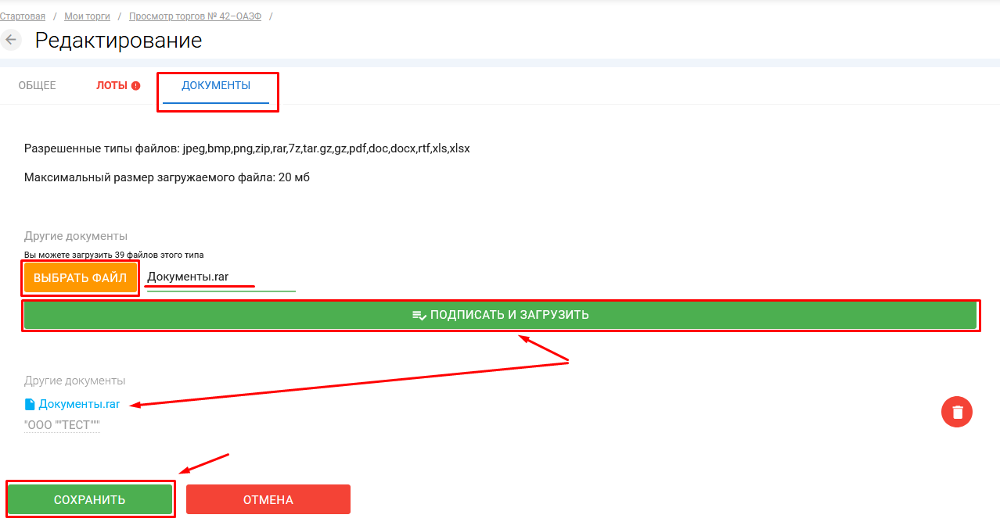 Стартовая / Мои торги / Просмотр торгов № 42–ОАЗФ /
Редактирование
ОБЩЕЕ ЛОТЫ ! ДОКУМЕНТЫ
Разрешенные типы файлов: jpeg,bmp,png,zip,rar,7z,tar.gz,gz,pdf,doc,docx,rtf,xls,xlsx
Максимальный размер загружаемого файла: 20 мб
Другие документы
Вы можете загрузить 39 файлов этого типа
ВЫБРАТЬ ФАЙЛ Документы.rar
ПОДПИСАТЬ И ЗАГРУЗИТЬ
Другие документы
Документы.rar
"ООО ""ТЕСТ"""
СОХРАНИТЬ ОТМЕНА